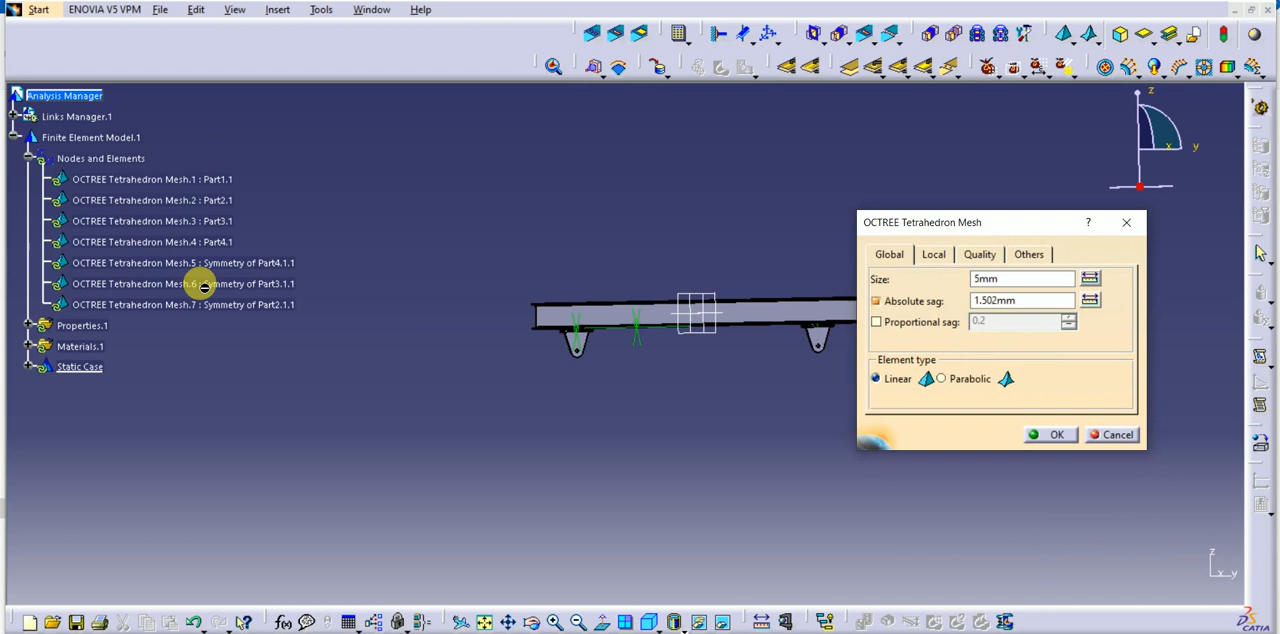 Start ENOVIA V5 VPM File Edit View Insert Tools Window Help
Analysis Manager
Links Manager.1
Finite Element Model.1
Nodes and Elements
OCTREE Tetrahedron Mesh.1 : Part1.1
OCTREE Tetrahedron Mesh.2 : Part2.1
OCTREE Tetrahedron Mesh.3 : Part3.1
OCTREE Tetrahedron Mesh.4 : Part4.1
OCTREE Tetrahedron Mesh.5 : Symmetry of Part4.1.1
OCTREE Tetrahedron Mesh.6 : Symmetry of Part3.1.1
OCTREE Tetrahedron Mesh.7 : Symmetry of Part2.1.1
Properties.1
Materials.1
Static Case
z
x y
OCTREE Tetrahedron Mesh ?
Global Local Quality Others
Size: 5mm
Absolute sag: 1.502mm
Proportional sag: 0.2
Element type
Linear Parabolic
OK Cancel
z
x y
f(x)
CATIA